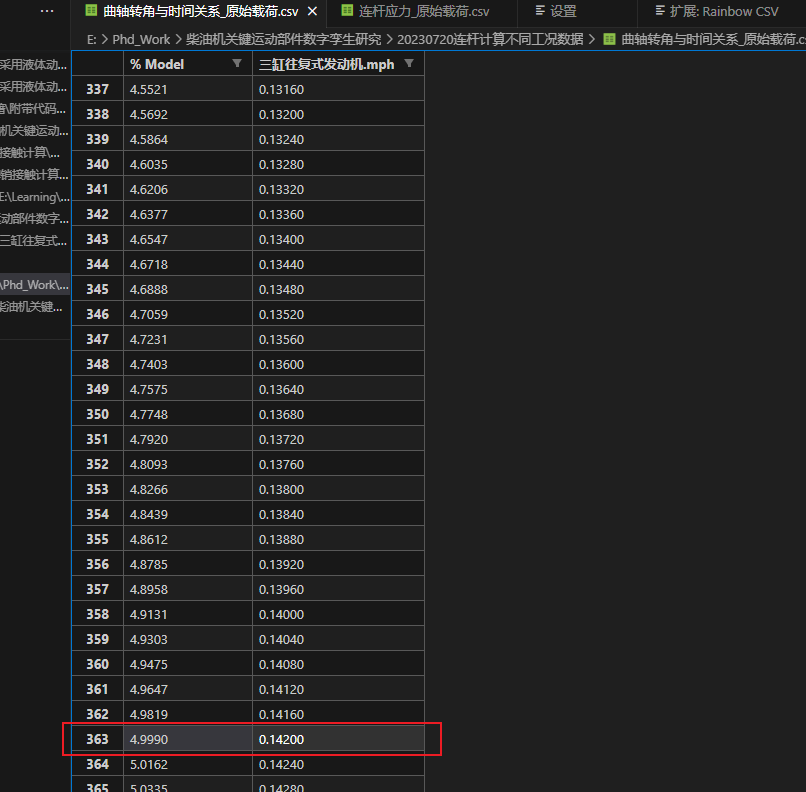 ··· 曲轴转角与时间关系_原始载荷.csv × 连杆应力_原始载荷.csv 设置 扩展: Rainbow CSV
E: > Phd_Work > 柴油机关键运动部件数字孪生研究 > 20230720连杆计算不同工况数据 > 曲轴转角与时间关系_原始载荷.cs
采用液体动...
采用液体动...
\附带代码...
机关键运动...
接触计算\...
销接触计算...
E:\Learning\...
动部件数字...
三缸往复式...
\Phd_Work\...
柴油机关键...
% Model 三缸往复式发动机.mph
337 4.5521 0.13160
338 4.5692 0.13200
339 4.5864 0.13240
340 4.6035 0.13280
341 4.6206 0.13320
342 4.6377 0.13360
343 4.6547 0.13400
344 4.6718 0.13440
345 4.6888 0.13480
346 4.7059 0.13520
347 4.7231 0.13560
348 4.7403 0.13600
349 4.7575 0.13640
350 4.7748 0.13680
351 4.7920 0.13720
352 4.8093 0.13760
353 4.8266 0.13800
354 4.8439 0.13840
355 4.8612 0.13880
356 4.8785 0.13920
357 4.8958 0.13960
358 4.9131 0.14000
359 4.9303 0.14040
360 4.9475 0.14080
361 4.9647 0.14120
362 4.9819 0.14160
363 4.9990 0.14200
364 5.0162 0.14240
365 5.0335 0.14280